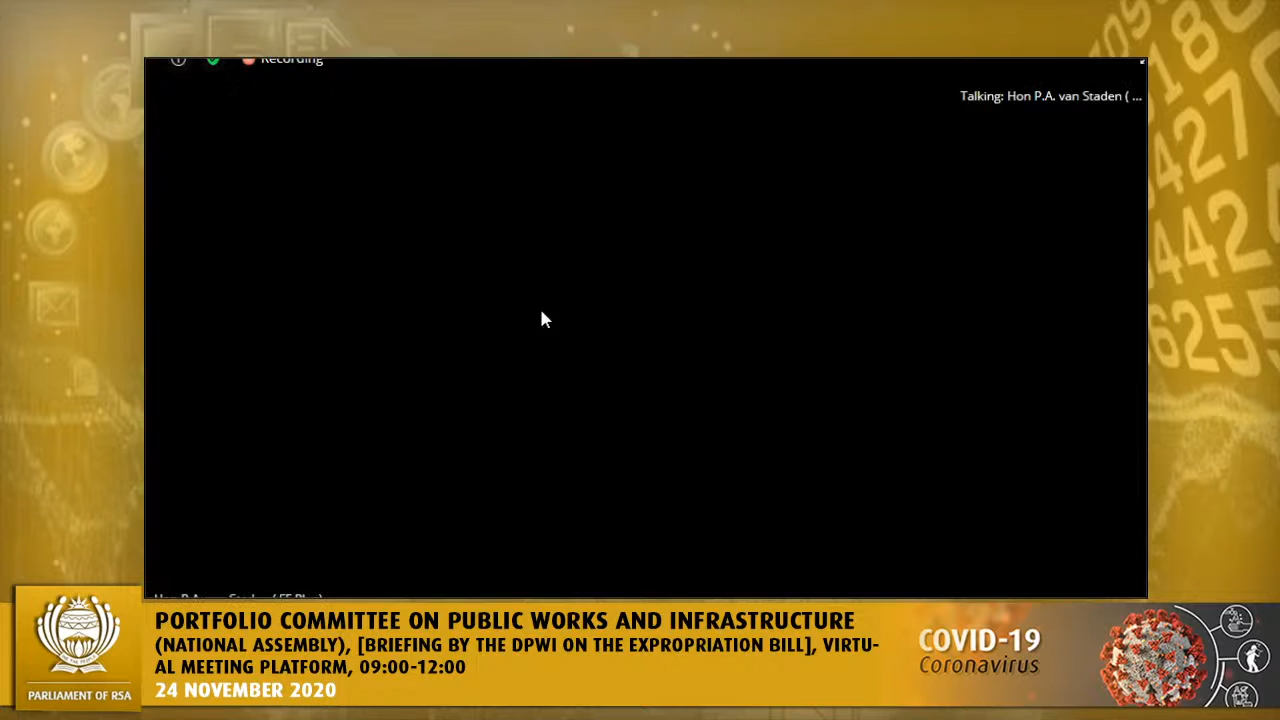 Recording
Talking: Hon P.A. van Staden ( ...
PORTFOLIO COMMITTEE ON PUBLIC WORKS AND INFRASTRUCTURE
(NATIONAL ASSEMBLY), [BRIEFING BY THE DPWI ON THE EXPROPRIATION BILL], VIRTU-
AL MEETING PLATFORM, 09:00-12:00
24 NOVEMBER 2020
PARLIAMENT OF RSA
COVID-19
Coronavirus